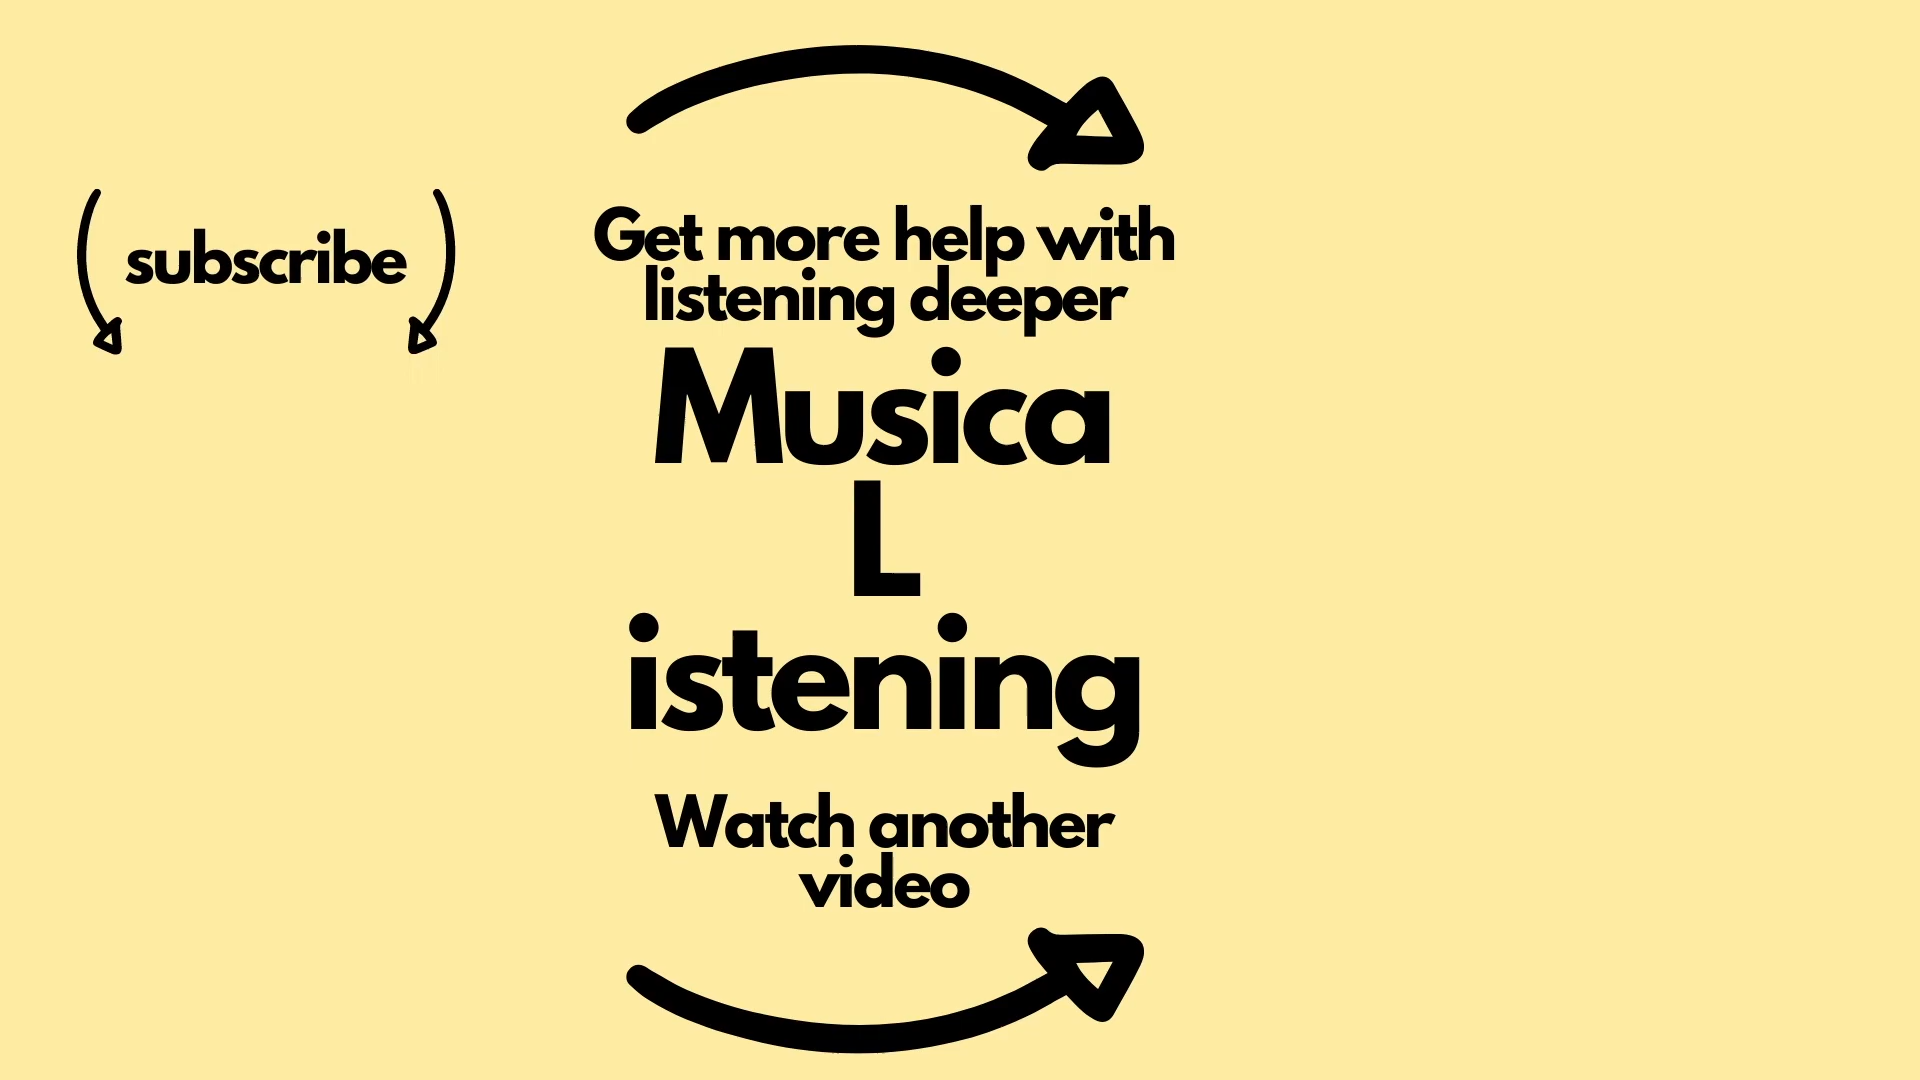 subscribe
Get more help with
listening deeper
Musica
L
istening
Watch another
video